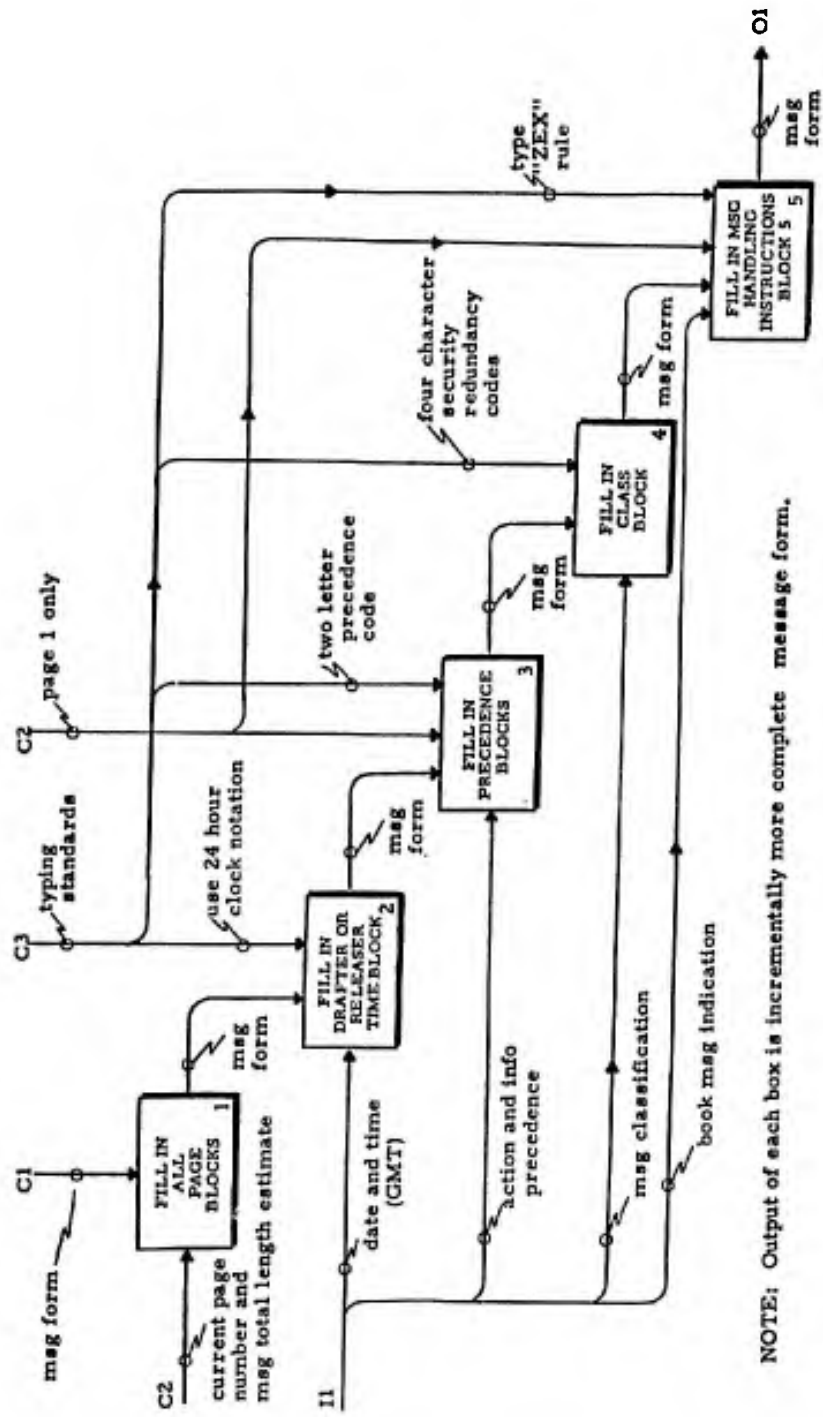 C1
msg form
C2
current page
number and
msg total length estimate
FILL IN
ALL
PAGE
BLOCKS
1
msg
form
C3
typing
standards
use 24 hour
clock notation
I1
date and time
(GMT)
FILL IN
DRAFTER OR
RELEASER
TIME BLOCK
2
msg
form
C2
page 1 only
two letter
precedence
code
action and info
precedence
FILL IN
PRECEDENCE
BLOCKS
3
msg
form
four character
security
redundancy
codes
msg classification
FILL IN
CLASS
BLOCK
4
msg form
type
"ZEX"
rule
book msg indication
FILL IN MSG
HANDLING
INSTRUCTIONS
BLOCK 5
5
msg
form
O1
NOTE: Output of each box is incrementally more complete message form.